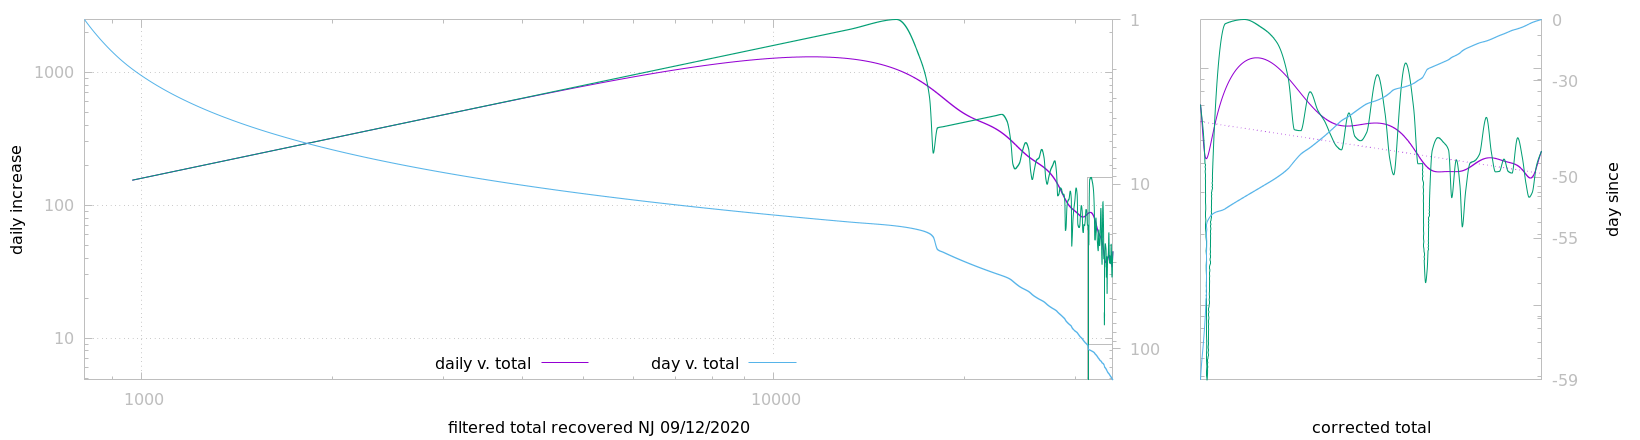 1000
100
10
daily increase
1
10
100
daily v. total
day v. total
1000
10000
filtered total recovered NJ 09/12/2020
0
-30
-50
-55
-59
day since
corrected total